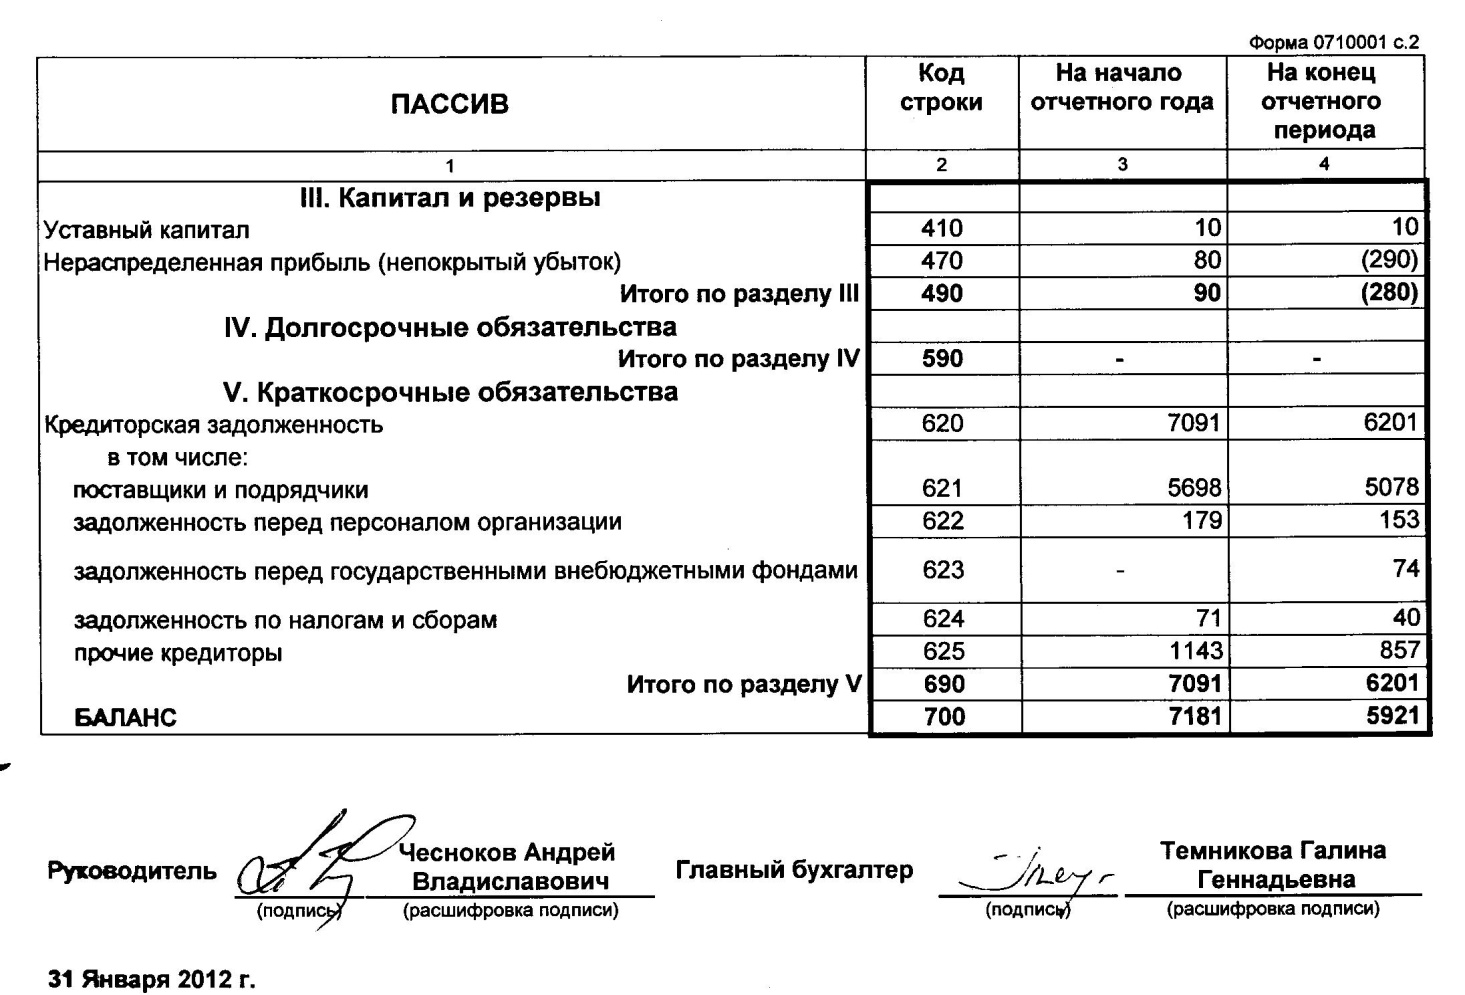 Форма 0710001 с.2
ПАССИВ Код строки На начало отчетного года На конец отчетного периода
1 2 3 4
III. Капитал и резервы
Уставный капитал 410 10 10
Нераспределенная прибыль (непокрытый убыток) 470 80 (290)
Итого по разделу III 490 90 (280)
IV. Долгосрочные обязательства
Итого по разделу IV 590 - -
V. Краткосрочные обязательства
Кредиторская задолженность 620 7091 6201
в том числе:
поставщики и подрядчики 621 5698 5078
задолженность перед персоналом организации 622 179 153
задолженность перед государственными внебюджетными фондами 623 - 74
задолженность по налогам и сборам 624 71 40
прочие кредиторы 625 1143 857
Итого по разделу V 690 7091 6201
БАЛАНС 700 7181 5921
Руководитель Чесноков Андрей Владиславович Главный бухгалтер Темникова Галина Геннадьевна
(подпись) (расшифровка подписи) (подпись) (расшифровка подписи)
31 Января 2012 г.